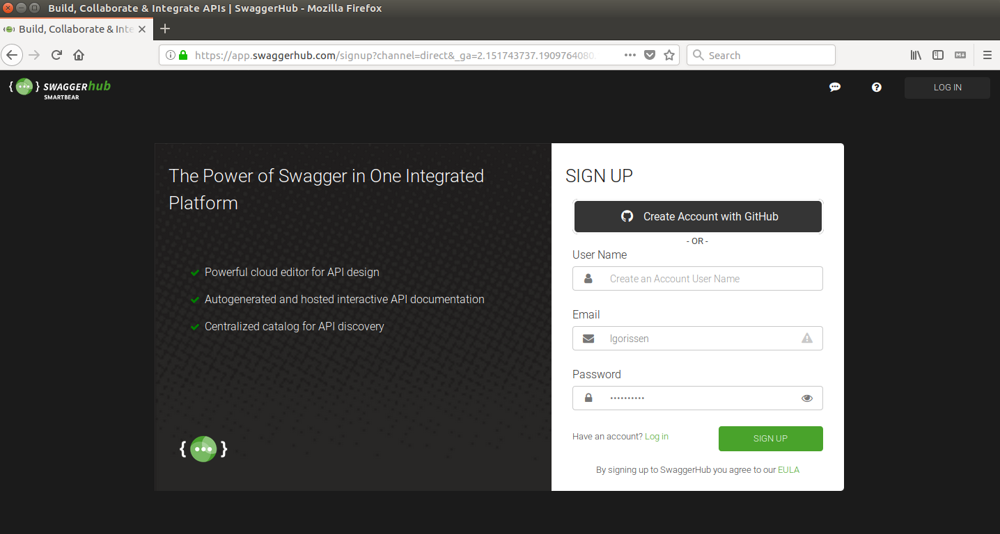 Build, Collaborate & Integrate APIs | SwaggerHub - Mozilla Firefox
Build, Collaborate & Inte
https://app.swaggerhub.com/signup?channel=direct&_ga=2.151743737.1909764080.
Search
{ } SWAGGERhub
SMARTBEAR
LOG IN
The Power of Swagger in One Integrated
Platform
Powerful cloud editor for API design
Autogenerated and hosted interactive API documentation
Centralized catalog for API discovery
{ }
SIGN UP
Create Account with GitHub
- OR -
User Name
Create an Account User Name
Email
lgorissen
Password
••••••••••
Have an account? Log in
SIGN UP
By signing up to SwaggerHub you agree to our EULA